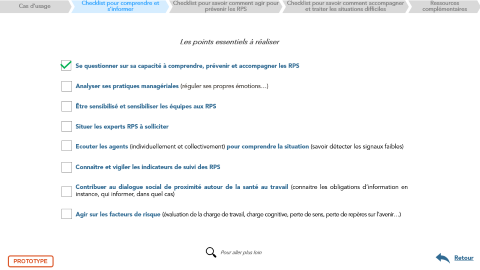 Cas d'usage
Checklist pour comprendre et
s'informer
Checklist pour savoir comment agir pour
prévenir les RPS
Checklist pour savoir comment accompagner
et traiter les situations difficiles
Ressources
complémentaires
Les points essentiels à réaliser
Se questionner sur sa capacité à comprendre, prévenir et accompagner les RPS
Analyser ses pratiques managériales (réguler ses propres émotions…)
Être sensibilisé et sensibiliser les équipes aux RPS
Situer les experts RPS à solliciter
Ecouter les agents (individuellement et collectivement) pour comprendre la situation (savoir détecter les signaux faibles)
Connaitre et vigiler les indicateurs de suivi des RPS
Contribuer au dialogue social de proximité autour de la santé au travail (connaitre les obligations d'information en
instance, qui informer, dans quel cas)
Agir sur les facteurs de risque (évaluation de la charge de travail, charge cognitive, perte de sens, perte de repères sur l'avenir…)
Pour aller plus loin
PROTOTYPE
Retour